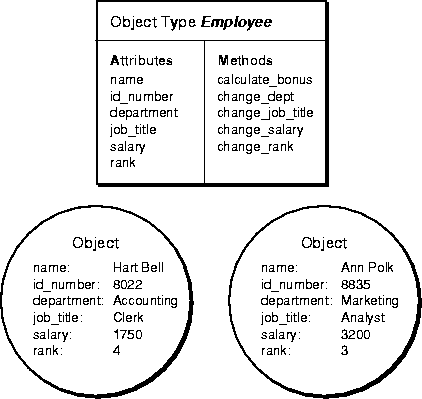 Object Type Employee
Attributes
name
id_number
department
job_title
salary
rank
Methods
calculate_bonus
change_dept
change_job_title
change_salary
change_rank
Object
name: Hart Bell
id_number: 8022
department: Accounting
job_title: Clerk
salary: 1750
rank: 4
Object
name: Ann Polk
id_number: 8835
department: Marketing
job_title: Analyst
salary: 3200
rank: 3